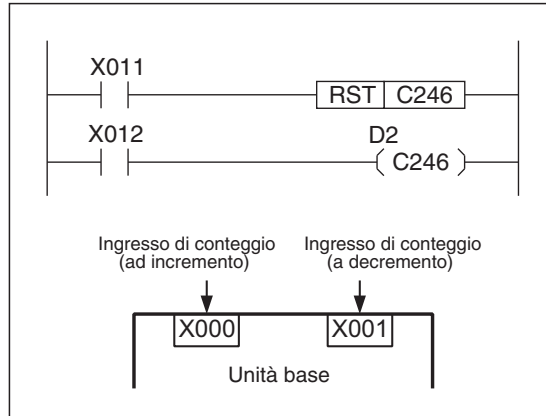 X011
RST C246
X012
D2
C246
Ingresso di conteggio
(ad incremento)
Ingresso di conteggio
(a decremento)
X000
X001
Unità base